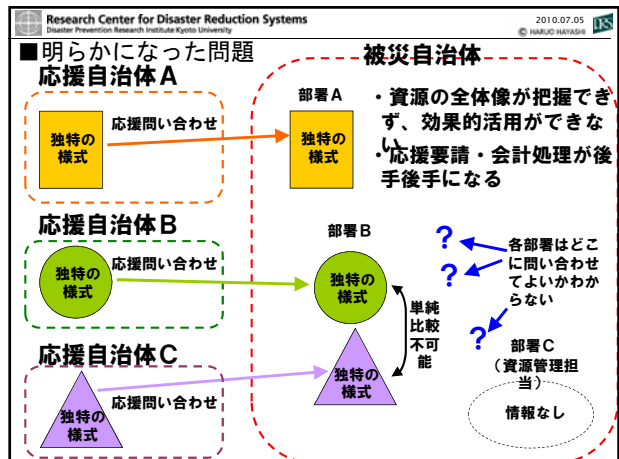 Research Center for Disaster Reduction Systems
Disaster Prevention Research Institute Kyoto University
2010.07.05
© HARUO HAYASHI
DRS
■明らかになった問題
被災自治体
応援自治体A
独特の
様式
応援問い合わせ
部署A
独特の
様式
・資源の全体像が把握でき
ず、効果的活用ができな
い
・応援要請・会計処理が後
手後手になる
応援自治体B
独特の
様式
応援問い合わせ
部署B
独特の
様式
単純
比較
不可
能
?
?
?
各部署はどこ
に問い合わせ
てよいかわか
らない
応援自治体C
独特の
様式
応援問い合わせ
独特の
様式
部署C
(資源管理担
当)
情報なし